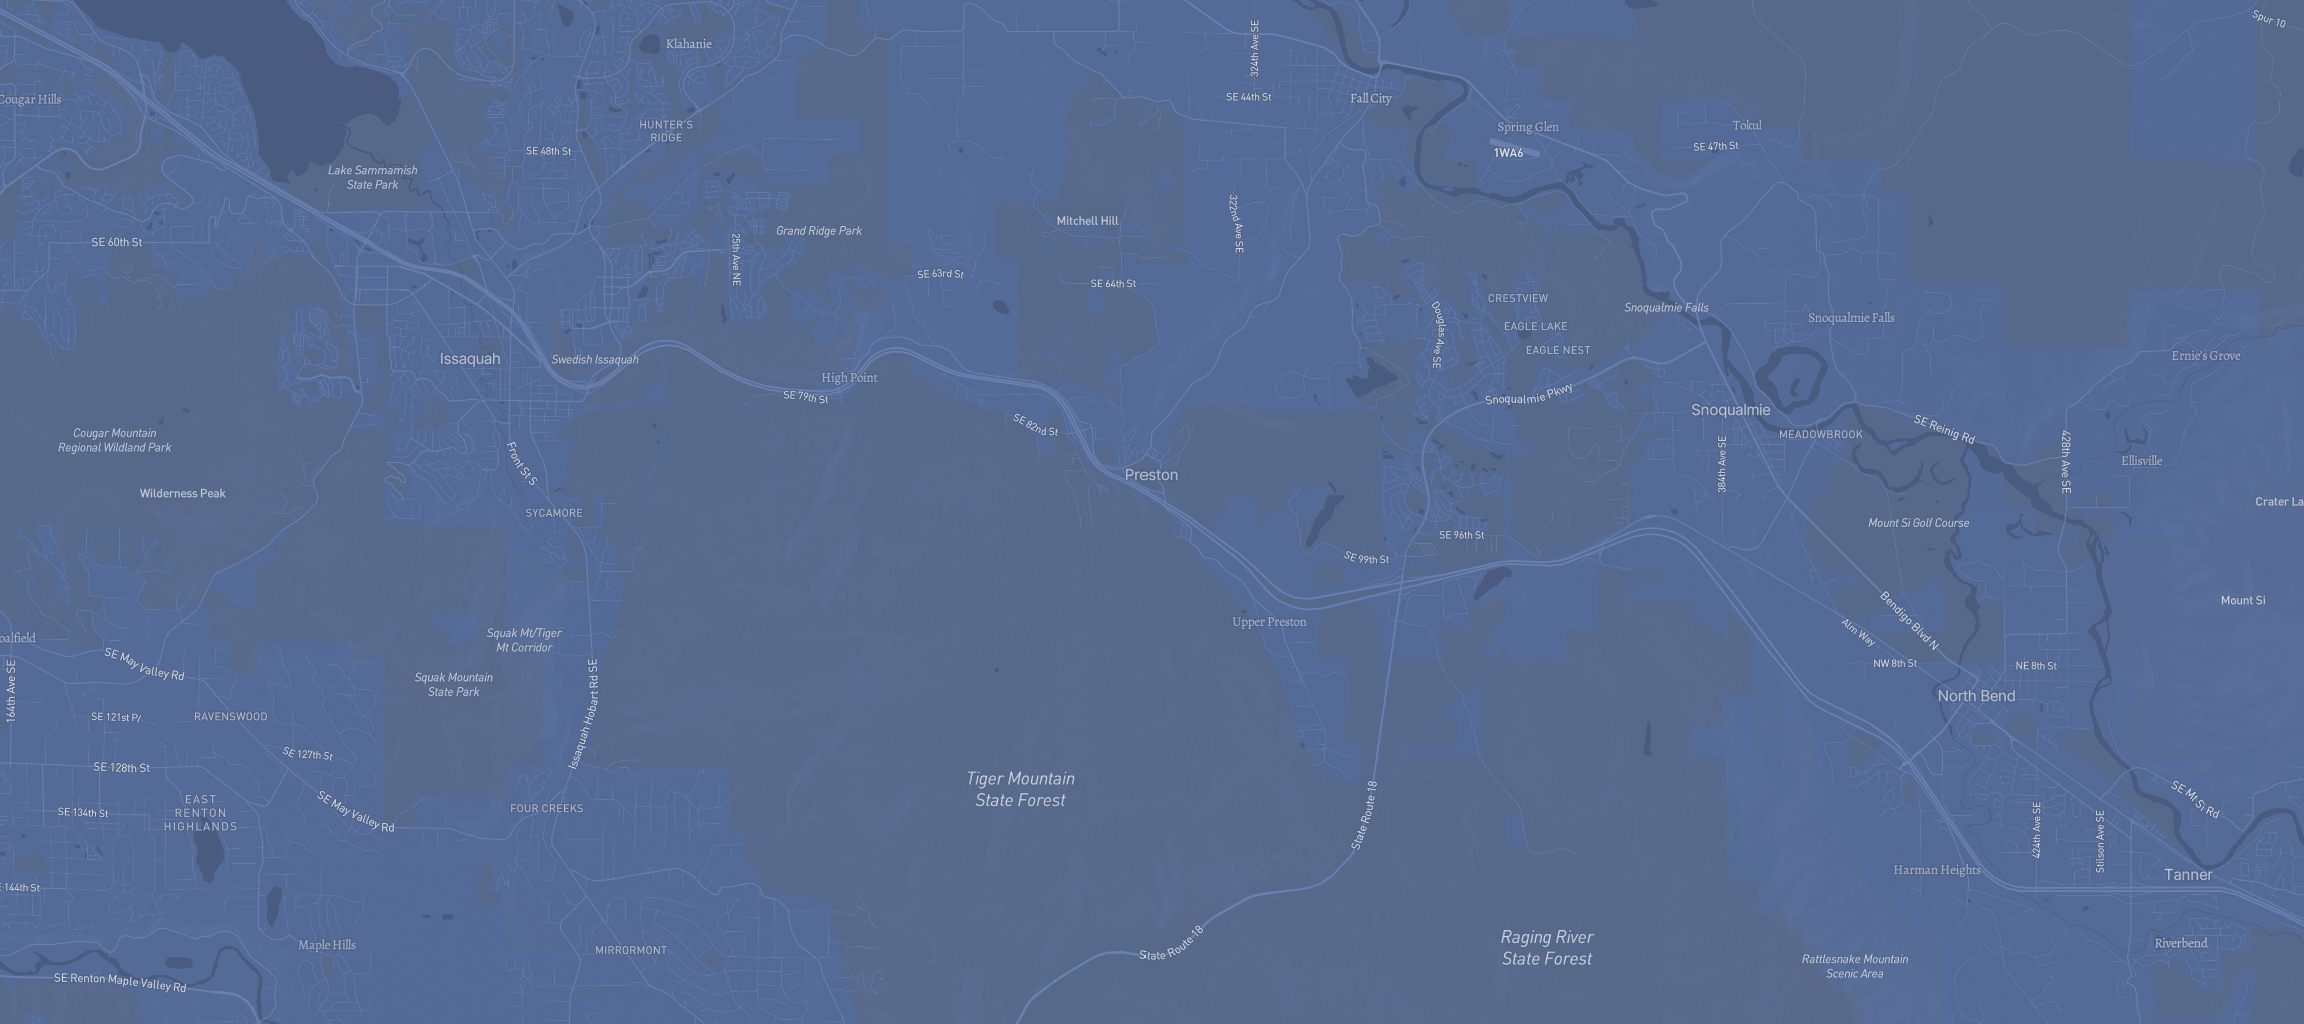 Spur 10
Klahanie
324th Ave SE
Cougar Hills
SE 44th St
Fall City
HUNTER'S
RIDGE
Spring Glen
Tokul
SE 48th St
1WA6
SE 47th St
Lake Sammamish
State Park
322nd Ave SE
Mitchell Hill
Grand Ridge Park
SE 60th St
25th Ave NE
SE 63rd St
SE 64th St
CRESTVIEW
Snoqualmie Falls
Snoqualmie Falls
Douglas Ave SE
EAGLE LAKE
EAGLE NEST
Issaquah
Swedish Issaquah
Ernie's Grove
High Point
SE 79th St
Snoqualmie Pkwy
Snoqualmie
SE 82nd St
SE Reinig Rd
MEADOWBROOK
Cougar Mountain
Regional Wildland Park
Front St S
384th Ave SE
428th Ave SE
Ellisville
Preston
Wilderness Peak
Crater La
SYCAMORE
Mount Si Golf Course
SE 96th St
SE 99th St
Mount Si
Bendigo Blvd N
Upper Preston
Alm Way
oalfield
Squak Mt/Tiger
Mt Corridor
SE May Valley Rd
NW 8th St
NE 8th St
164th Ave SE
Squak Mountain
State Park
Issaquah Hobart Rd SE
North Bend
SE 121st Pl
RAVENSWOOD
SE 127th St
SE 128th St
Tiger Mountain
State Forest
State Route 18
SE Mt Si Rd
EAST
RENTON
HIGHLANDS
SE 134th St
SE May Valley Rd
FOUR CREEKS
424th Ave SE
Stilson Ave SE
Harman Heights
Tanner
E 144th St
State Route 18
Raging River
State Forest
Maple Hills
MIRRORMONT
Riverbend
Rattlesnake Mountain
Scenic Area
SE Renton Maple Valley Rd